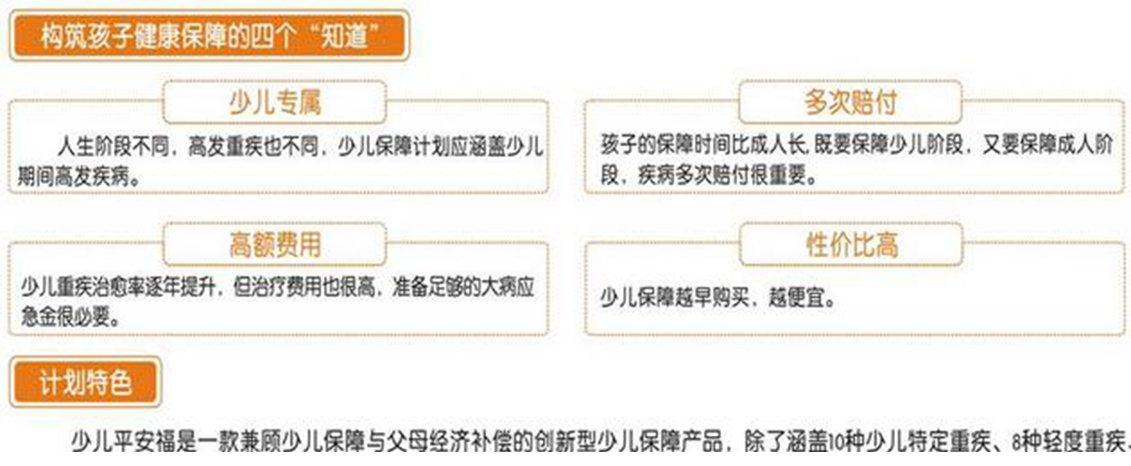 构筑孩子健康保障的四个“知道”
少儿专属
人生阶段不同，高发重疾也不同，少儿保障计划应涵盖少儿
期间高发疾病。
多次赔付
孩子的保障时间比成人长，既要保障少儿阶段，又要保障成人阶
段，疾病多次赔付很重要。
高额费用
少儿重疾治愈率逐年提升，但治疗费用也很高，准备足够的大病应
急金很必要。
性价比高
少儿保障越早购买，越便宜。
计划特色
少儿平安福是一款兼顾少儿保障与父母经济补偿的创新型少儿保障产品，除了涵盖10种少儿特定重疾、8种轻度重疾、